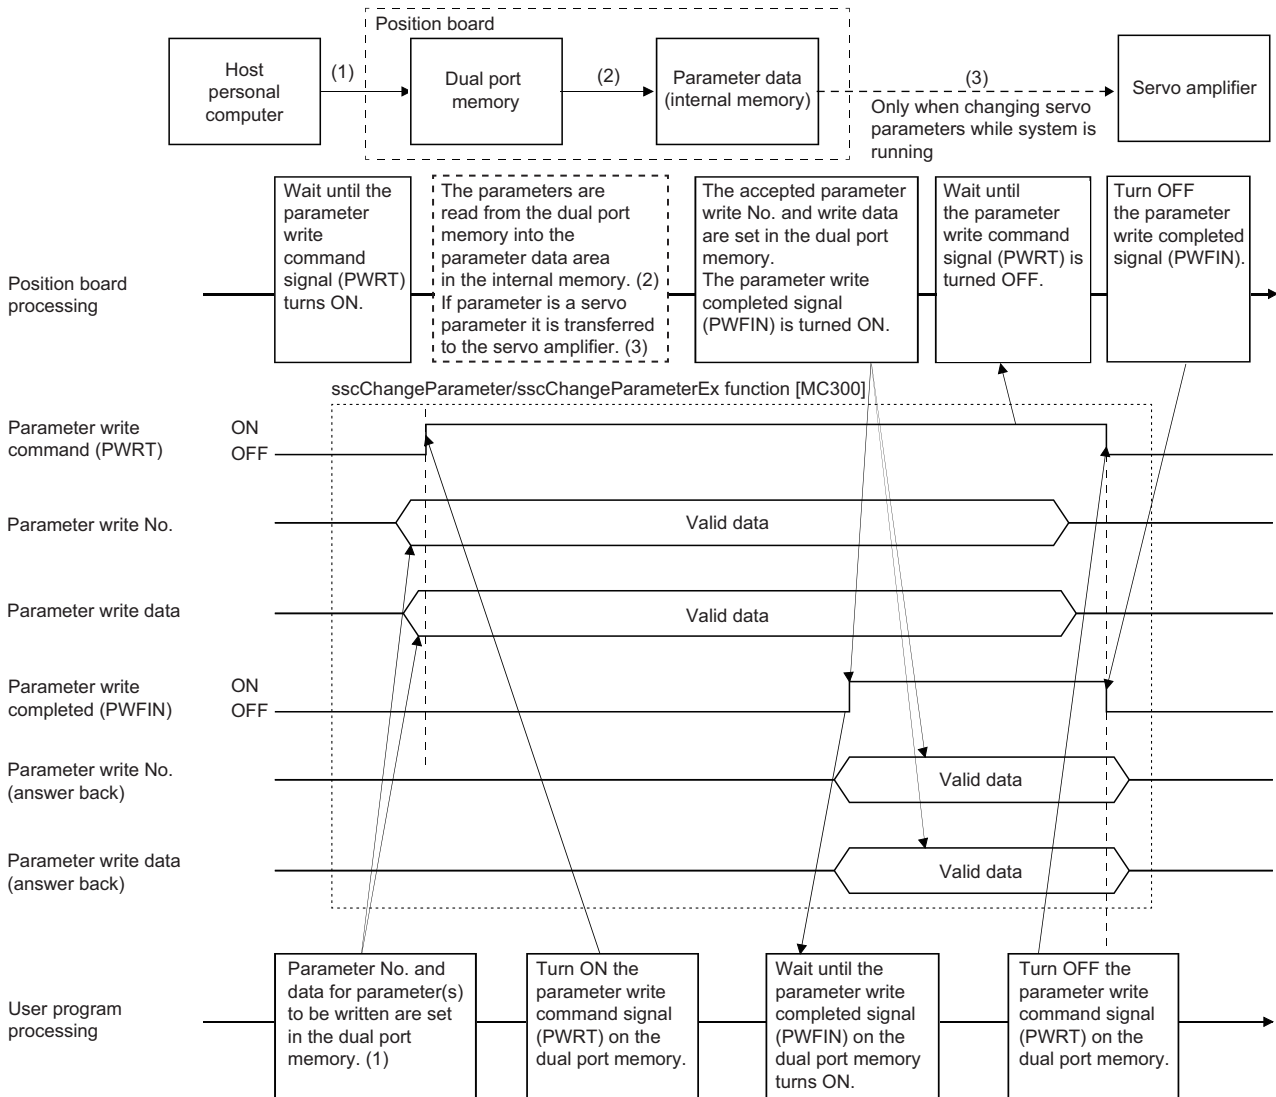 Position board
Host
personal
computer
(1)
Dual port
memory
(2)
Parameter data
(internal memory)
(3)
Only when changing servo
parameters while system is
running
Servo amplifier
Position board
processing
Wait until the
parameter
write
command
signal (PWRT)
turns ON.
The parameters are
read from the dual port
memory into the
parameter data area
in the internal memory. (2)
If parameter is a servo
parameter it is transferred
to the servo amplifier. (3)
The accepted parameter
write No. and write data
are set in the dual port
memory.
The parameter write
completed signal
(PWFIN) is turned ON.
Wait until
the parameter
write command
signal (PWRT) is
turned OFF.
Turn OFF
the parameter
write completed
signal (PWFIN).
sscChangeParameter/sscChangeParameterEx function [MC300]
Parameter write
command (PWRT)
ON
OFF
Parameter write No.
Valid data
Parameter write data
Valid data
Parameter write
completed (PWFIN)
ON
OFF
Parameter write No.
(answer back)
Valid data
Parameter write data
(answer back)
Valid data
User program
processing
Parameter No. and
data for parameter(s)
to be written are set
in the dual port
memory. (1)
Turn ON the
parameter write
command signal
(PWRT) on the
dual port memory.
Wait until the
parameter write
completed signal
(PWFIN) on the
dual port memory
turns ON.
Turn OFF the
parameter write
command signal
(PWRT) on the
dual port memory.